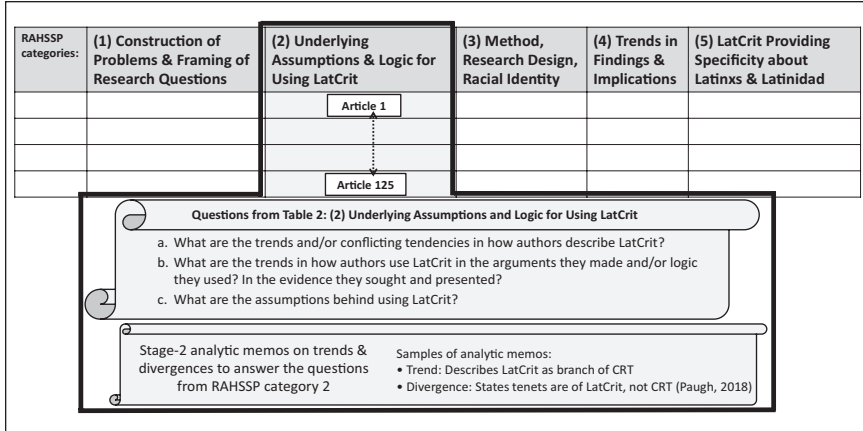 RAHSSP
categories:
(1) Construction of
Problems & Framing of
Research Questions
(2) Underlying
Assumptions & Logic for
Using LatCrit
(3) Method,
Research Design,
Racial Identity
(4) Trends in
Findings &
Implications
(5) LatCrit Providing
Specificity about
Latinxs & Latinidad
Article 1
Article 125
Questions from Table 2: (2) Underlying Assumptions and Logic for Using LatCrit
a. What are the trends and/or conflicting tendencies in how authors describe LatCrit?
b. What are the trends in how authors use LatCrit in the arguments they made and/or logic
they used? In the evidence they sought and presented?
c. What are the assumptions behind using LatCrit?
Stage-2 analytic memos on trends &
divergences to answer the questions
from RAHSSP category 2
Samples of analytic memos:
• Trend: Describes LatCrit as branch of CRT
• Divergence: States tenets are of LatCrit, not CRT (Paugh, 2018)